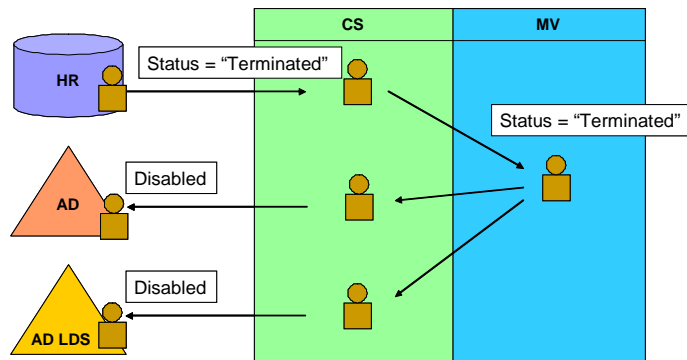 CS
MV
HR
Status = “Terminated”
Status = “Terminated”
AD
Disabled
Disabled
AD LDS